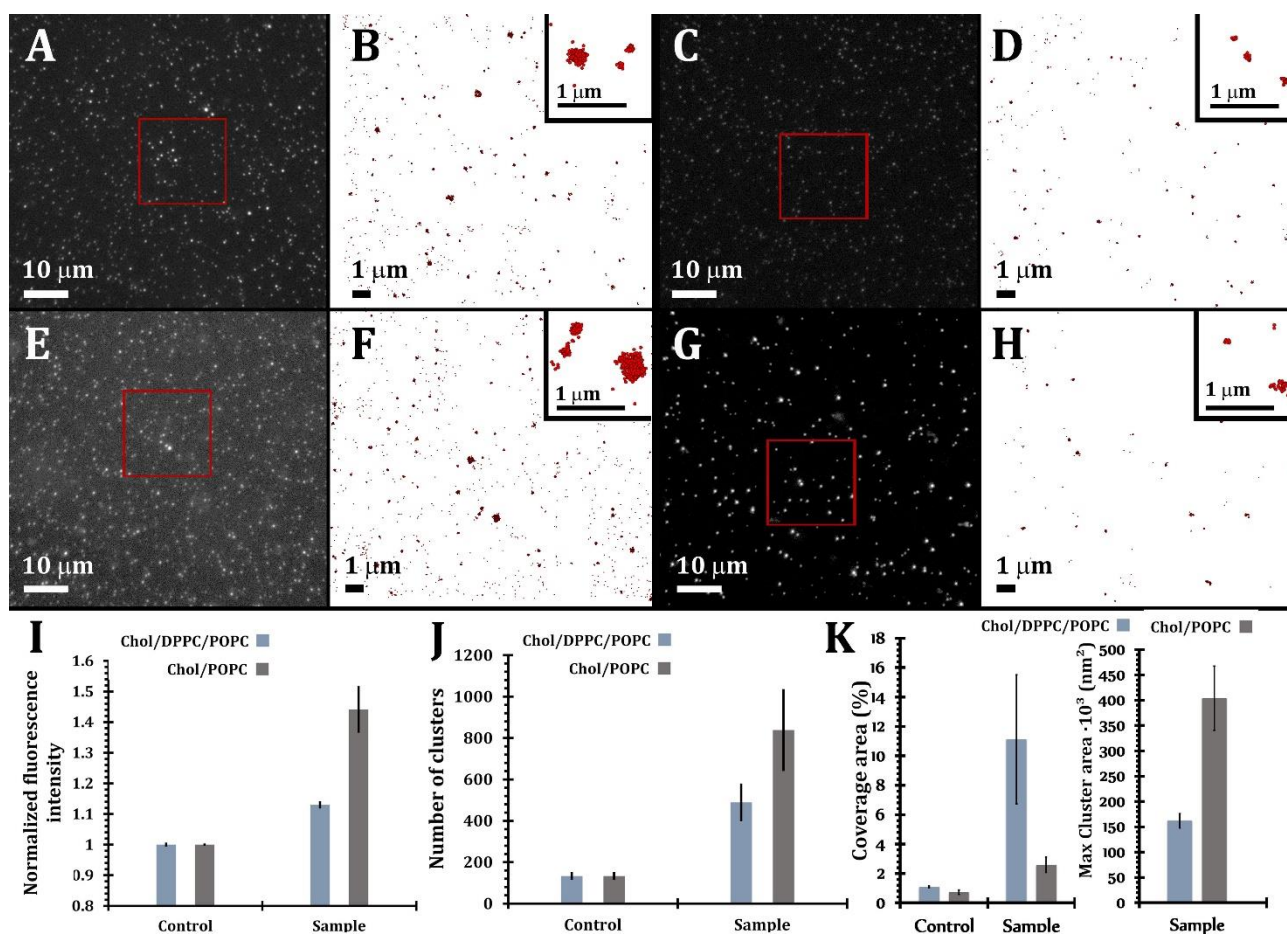 A
B
1 μm
C
D
1 μm
10 μm
1 μm
10 μm
1 μm
E
F
1 μm
G
H
1 μm
10 μm
1 μm
10 μm
1 μm
I
Chol/DPPC/POPC
Chol/POPC
Normalized fluorescence
intensity
1.6
1.5
1.4
1.3
1.2
1.1
1
0.9
0.8
Control
Sample
J
Chol/DPPC/POPC
Chol/POPC
Number of clusters
1200
1000
800
600
400
200
0
Control
Sample
K
Chol/DPPC/POPC
Chol/POPC
Coverage area (%)
18
16
14
12
10
8
6
4
2
0
Control
Sample
Max Cluster area ·10³ (nm²)
500
450
400
350
300
250
200
150
100
50
0
Sample